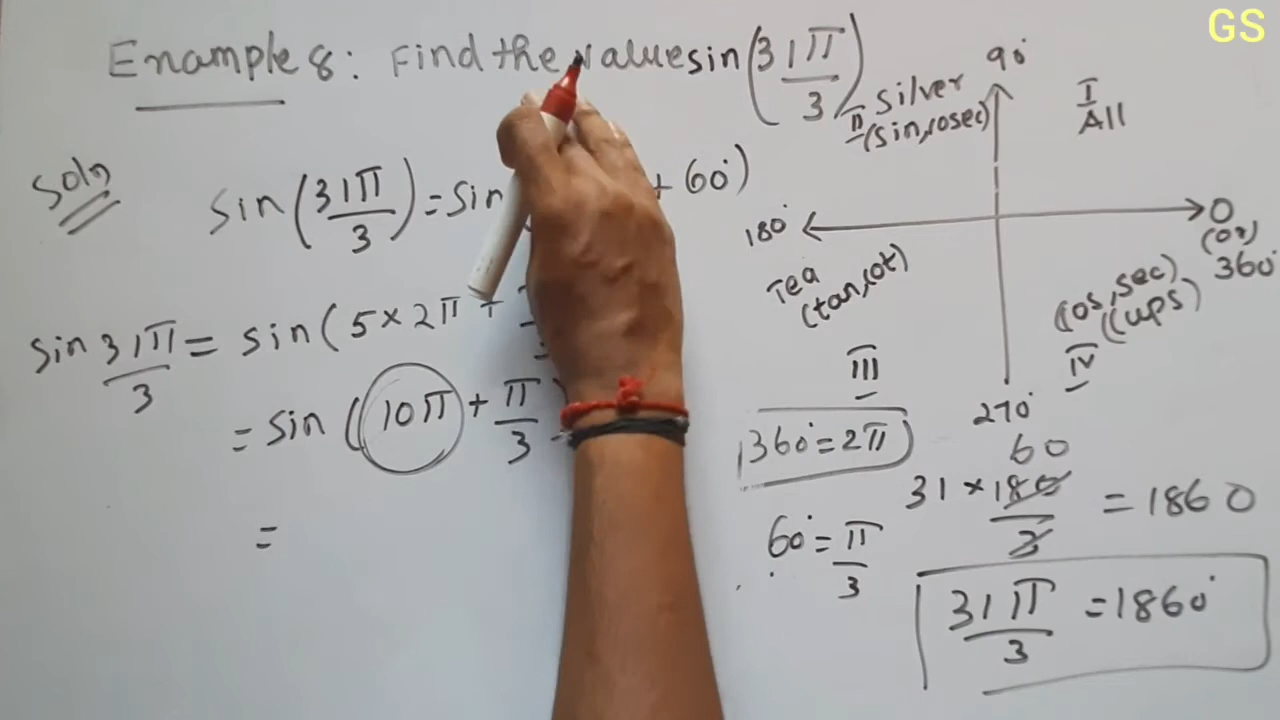 GS
Enample 8: Find the value sin(31π/3)
Soln
sin(31π/3) = sin + 60°)
sin 31π/3 = sin (5 × 2π +
= sin (10π + π/3
=
90°
II Silver
(sin, cosec)
I
All
180°
0
(or)
360°
Tea
(tan, cot)
(cos, sec)
(cups)
III
IV
270°
360° = 2π
60
31 × 180/3 = 1860
60° = π/3
31π/3 = 1860°